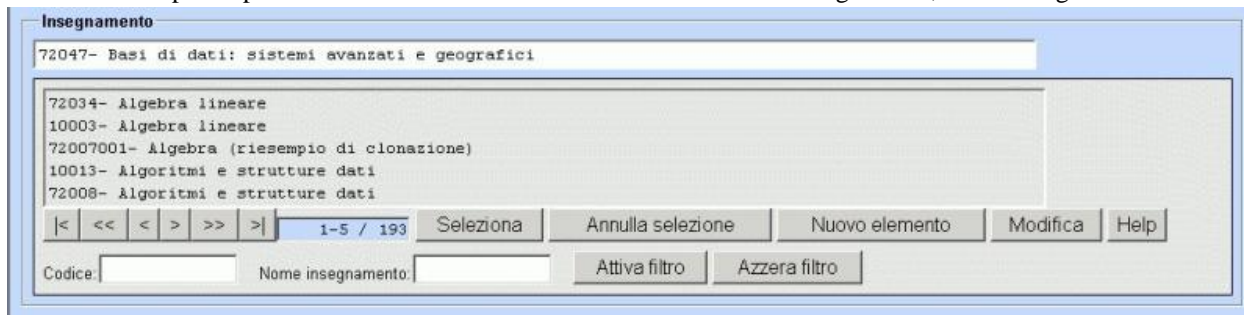 Insegnamento
72047- Basi di dati: sistemi avanzati e geografici
72034- Algebra lineare
10003- Algebra lineare
72007001- Algebra (riesempio di clonazione)
10013- Algoritmi e strutture dati
72008- Algoritmi e strutture dati
|< << < > >> >| 1-5 / 193 Seleziona Annulla selezione Nuovo elemento Modifica Help
Codice: Nome insegnamento: Attiva filtro Azzera filtro